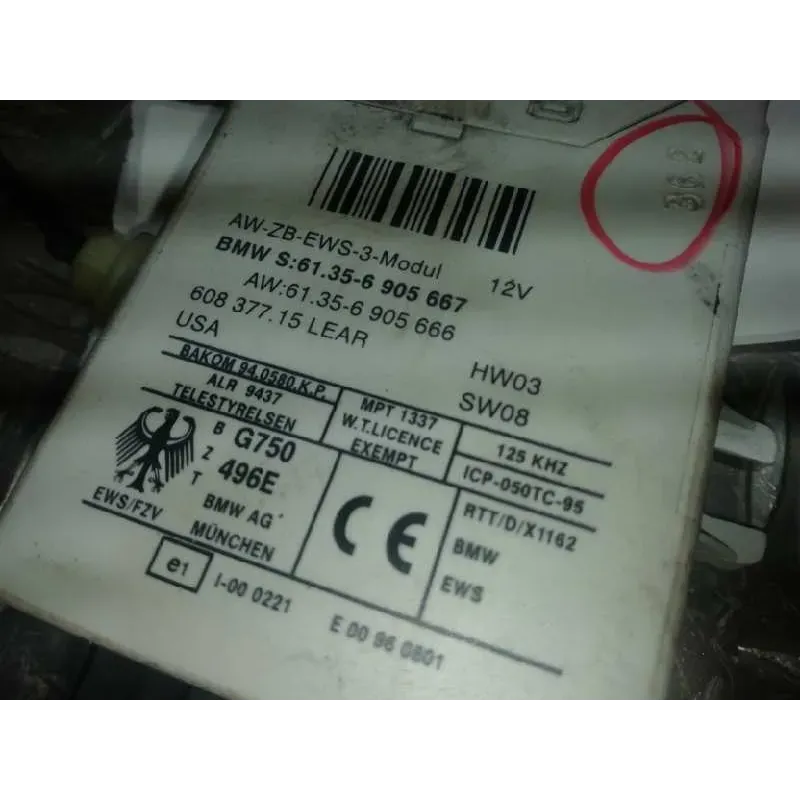 362
AW-ZB-EWS-3-Modul
BMW S:61.35-6 905 667 12V
AW:61.35-6 905 666
608 377.15 LEAR
USA
HW03
SW08
BAKOM 94.0580.K.P.
ALR 9437
TELESTYRELSEN
MPT 1337
W.T.LICENCE
EXEMPT
125 KHZ
ICP-050TC-95
B
Z
T
G750
496E
BMW AG
MÜNCHEN
EWS/FZV
CE
RTT/D/X1162
BMW
EWS
e1
I-00 0221
E 00 96 0801